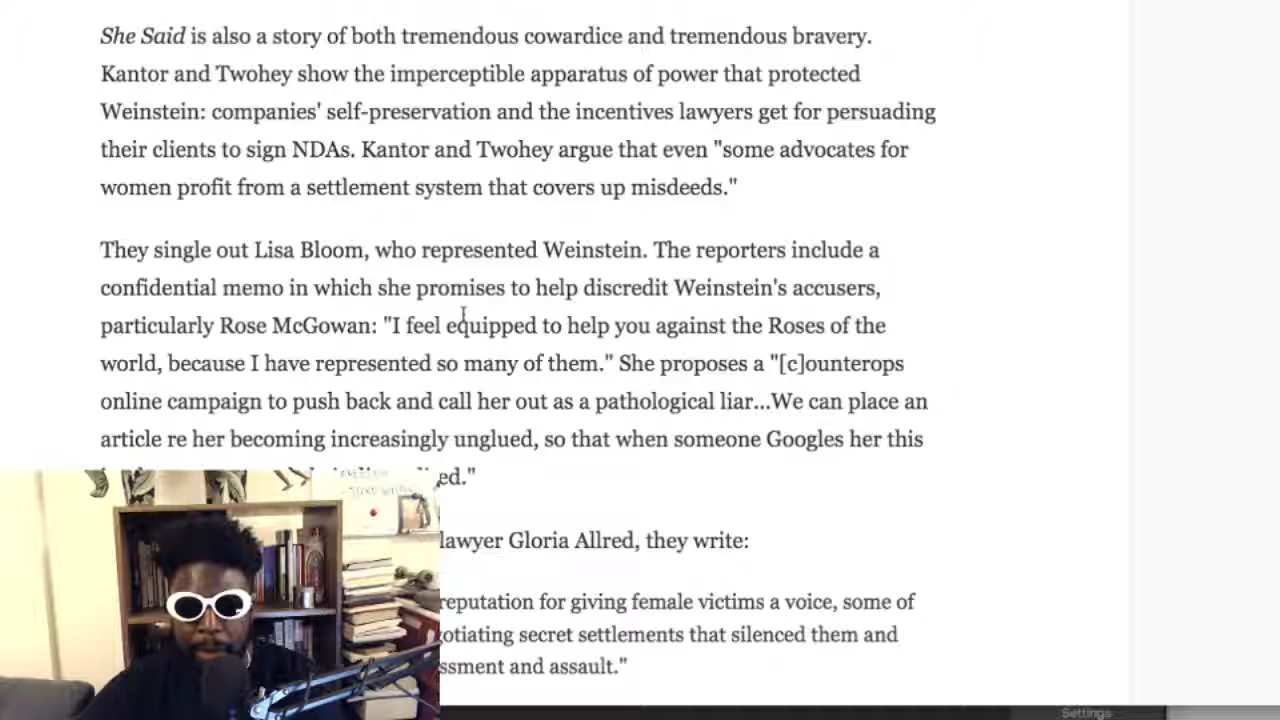 She Said is also a story of both tremendous cowardice and tremendous bravery.
Kantor and Twohey show the imperceptible apparatus of power that protected
Weinstein: companies' self-preservation and the incentives lawyers get for persuading
their clients to sign NDAs. Kantor and Twohey argue that even "some advocates for
women profit from a settlement system that covers up misdeeds."
They single out Lisa Bloom, who represented Weinstein. The reporters include a
confidential memo in which she promises to help discredit Weinstein's accusers,
particularly Rose McGowan: "I feel equipped to help you against the Roses of the
world, because I have represented so many of them." She proposes a "[c]ounterops
online campaign to push back and call her out as a pathological liar...We can place an
article re her becoming increasingly unglued, so that when someone Googles her this
ed."
lawyer Gloria Allred, they write:
reputation for giving female victims a voice, some of
otiating secret settlements that silenced them and
ssment and assault."
Settings